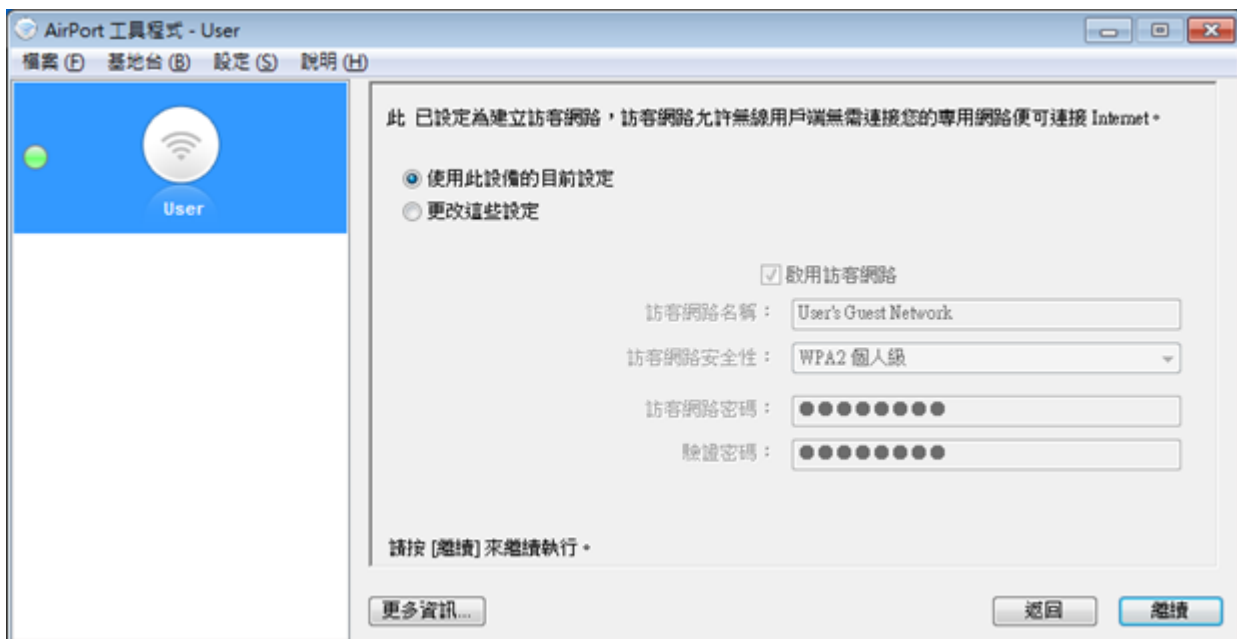 AirPort 工具程式 - User
檔案 (F) 基地台 (B) 設定 (S) 說明 (H)
User
此 已設定為建立訪客網路，訪客網路允許無線用戶端無需連接您的專用網路便可連接 Internet。
使用此設備的目前設定
更改這些設定
啟用訪客網路
訪客網路名稱： User's Guest Network
訪客網路安全性： WPA2 個人級
訪客網路密碼： ●●●●●●●●
驗證密碼： ●●●●●●●●
請按 [繼續] 來繼續執行。
更多資訊... 返回 繼續